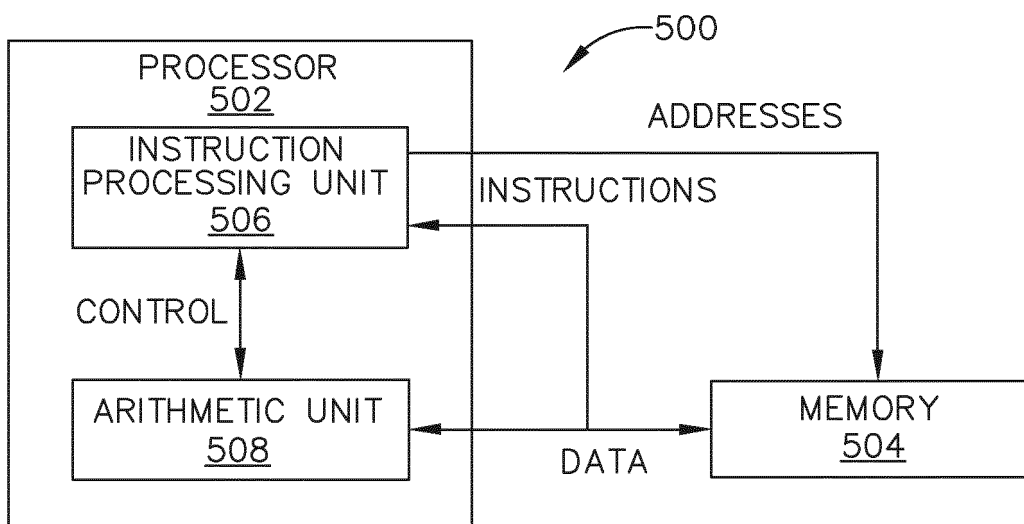 500
PROCESSOR
502
ADDRESSES
INSTRUCTION
PROCESSING UNIT
506
INSTRUCTIONS
CONTROL
ARITHMETIC UNIT
508
MEMORY
504
DATA